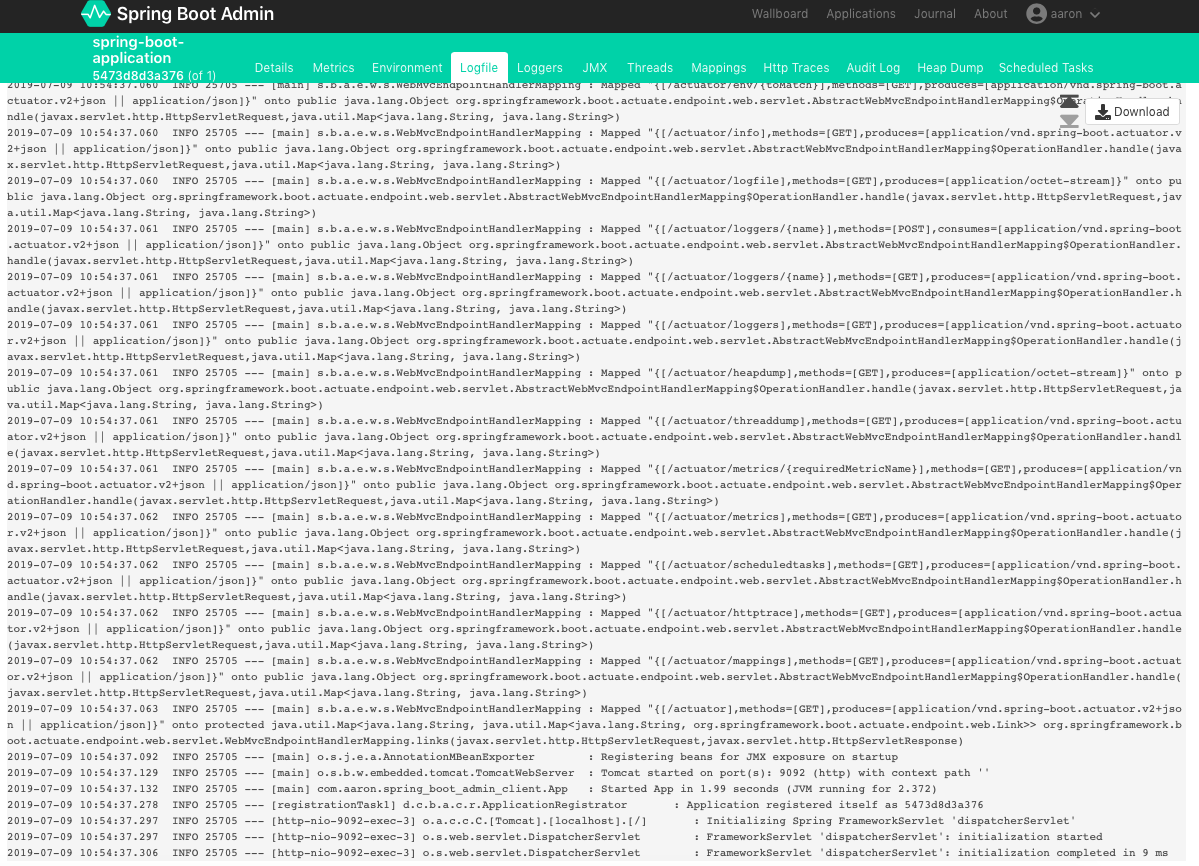 Spring Boot Admin
Wallboard Applications Journal About aaron
spring-boot-
application
5473d8d3a376 (of 1)
Details Metrics Environment Logfile Loggers JMX Threads Mappings Http Traces Audit Log Heap Dump Scheduled Tasks
Download
2019-07-09 10:54:37.060 INFO 25705 --- [main] s.b.a.e.w.s.WebMvcEndpointHandlerMapping : Mapped "{[/actuator/env/{toMatch}],methods=[GET],produces=[application/vnd.spring-boot.a
ctuator.v2+json || application/json]}" onto public java.lang.Object org.springframework.boot.actuate.endpoint.web.servlet.AbstractWebMvcEndpointHandlerMapping$OperationHandler.ha
ndle(javax.servlet.http.HttpServletRequest,java.util.Map<java.lang.String, java.lang.String>)
2019-07-09 10:54:37.060 INFO 25705 --- [main] s.b.a.e.w.s.WebMvcEndpointHandlerMapping : Mapped "{[/actuator/info],methods=[GET],produces=[application/vnd.spring-boot.actuator.v
2+json || application/json]}" onto public java.lang.Object org.springframework.boot.actuate.endpoint.web.servlet.AbstractWebMvcEndpointHandlerMapping$OperationHandler.handle(java
x.servlet.http.HttpServletRequest,java.util.Map<java.lang.String, java.lang.String>)
2019-07-09 10:54:37.060 INFO 25705 --- [main] s.b.a.e.w.s.WebMvcEndpointHandlerMapping : Mapped "{[/actuator/logfile],methods=[GET],produces=[application/octet-stream]}" onto pu
blic java.lang.Object org.springframework.boot.actuate.endpoint.web.servlet.AbstractWebMvcEndpointHandlerMapping$OperationHandler.handle(javax.servlet.http.HttpServletRequest,jav
a.util.Map<java.lang.String, java.lang.String>)
2019-07-09 10:54:37.061 INFO 25705 --- [main] s.b.a.e.w.s.WebMvcEndpointHandlerMapping : Mapped "{[/actuator/loggers/{name}],methods=[POST],consumes=[application/vnd.spring-boot
.actuator.v2+json || application/json]}" onto public java.lang.Object org.springframework.boot.actuate.endpoint.web.servlet.AbstractWebMvcEndpointHandlerMapping$OperationHandler.
handle(javax.servlet.http.HttpServletRequest,java.util.Map<java.lang.String, java.lang.String>)
2019-07-09 10:54:37.061 INFO 25705 --- [main] s.b.a.e.w.s.WebMvcEndpointHandlerMapping : Mapped "{[/actuator/loggers/{name}],methods=[GET],produces=[application/vnd.spring-boot.
actuator.v2+json || application/json]}" onto public java.lang.Object org.springframework.boot.actuate.endpoint.web.servlet.AbstractWebMvcEndpointHandlerMapping$OperationHandler.h
andle(javax.servlet.http.HttpServletRequest,java.util.Map<java.lang.String, java.lang.String>)
2019-07-09 10:54:37.061 INFO 25705 --- [main] s.b.a.e.w.s.WebMvcEndpointHandlerMapping : Mapped "{[/actuator/loggers],methods=[GET],produces=[application/vnd.spring-boot.actuato
r.v2+json || application/json]}" onto public java.lang.Object org.springframework.boot.actuate.endpoint.web.servlet.AbstractWebMvcEndpointHandlerMapping$OperationHandler.handle(j
avax.servlet.http.HttpServletRequest,java.util.Map<java.lang.String, java.lang.String>)
2019-07-09 10:54:37.061 INFO 25705 --- [main] s.b.a.e.w.s.WebMvcEndpointHandlerMapping : Mapped "{[/actuator/heapdump],methods=[GET],produces=[application/octet-stream]}" onto p
ublic java.lang.Object org.springframework.boot.actuate.endpoint.web.servlet.AbstractWebMvcEndpointHandlerMapping$OperationHandler.handle(javax.servlet.http.HttpServletRequest,ja
va.util.Map<java.lang.String, java.lang.String>)
2019-07-09 10:54:37.061 INFO 25705 --- [main] s.b.a.e.w.s.WebMvcEndpointHandlerMapping : Mapped "{[/actuator/threaddump],methods=[GET],produces=[application/vnd.spring-boot.actu
ator.v2+json || application/json]}" onto public java.lang.Object org.springframework.boot.actuate.endpoint.web.servlet.AbstractWebMvcEndpointHandlerMapping$OperationHandler.handl
e(javax.servlet.http.HttpServletRequest,java.util.Map<java.lang.String, java.lang.String>)
2019-07-09 10:54:37.061 INFO 25705 --- [main] s.b.a.e.w.s.WebMvcEndpointHandlerMapping : Mapped "{[/actuator/metrics/{requiredMetricName}],methods=[GET],produces=[application/vn
d.spring-boot.actuator.v2+json || application/json]}" onto public java.lang.Object org.springframework.boot.actuate.endpoint.web.servlet.AbstractWebMvcEndpointHandlerMapping$Oper
ationHandler.handle(javax.servlet.http.HttpServletRequest,java.util.Map<java.lang.String, java.lang.String>)
2019-07-09 10:54:37.062 INFO 25705 --- [main] s.b.a.e.w.s.WebMvcEndpointHandlerMapping : Mapped "{[/actuator/metrics],methods=[GET],produces=[application/vnd.spring-boot.actuato
r.v2+json || application/json]}" onto public java.lang.Object org.springframework.boot.actuate.endpoint.web.servlet.AbstractWebMvcEndpointHandlerMapping$OperationHandler.handle(j
avax.servlet.http.HttpServletRequest,java.util.Map<java.lang.String, java.lang.String>)
2019-07-09 10:54:37.062 INFO 25705 --- [main] s.b.a.e.w.s.WebMvcEndpointHandlerMapping : Mapped "{[/actuator/scheduledtasks],methods=[GET],produces=[application/vnd.spring-boot.
actuator.v2+json || application/json]}" onto public java.lang.Object org.springframework.boot.actuate.endpoint.web.servlet.AbstractWebMvcEndpointHandlerMapping$OperationHandler.h
andle(javax.servlet.http.HttpServletRequest,java.util.Map<java.lang.String, java.lang.String>)
2019-07-09 10:54:37.062 INFO 25705 --- [main] s.b.a.e.w.s.WebMvcEndpointHandlerMapping : Mapped "{[/actuator/httptrace],methods=[GET],produces=[application/vnd.spring-boot.actua
tor.v2+json || application/json]}" onto public java.lang.Object org.springframework.boot.actuate.endpoint.web.servlet.AbstractWebMvcEndpointHandlerMapping$OperationHandler.handle
(javax.servlet.http.HttpServletRequest,java.util.Map<java.lang.String, java.lang.String>)
2019-07-09 10:54:37.062 INFO 25705 --- [main] s.b.a.e.w.s.WebMvcEndpointHandlerMapping : Mapped "{[/actuator/mappings],methods=[GET],produces=[application/vnd.spring-boot.actuat
or.v2+json || application/json]}" onto public java.lang.Object org.springframework.boot.actuate.endpoint.web.servlet.AbstractWebMvcEndpointHandlerMapping$OperationHandler.handle(
javax.servlet.http.HttpServletRequest,java.util.Map<java.lang.String, java.lang.String>)
2019-07-09 10:54:37.063 INFO 25705 --- [main] s.b.a.e.w.s.WebMvcEndpointHandlerMapping : Mapped "{[/actuator],methods=[GET],produces=[application/vnd.spring-boot.actuator.v2+jso
n || application/json]}" onto protected java.util.Map<java.lang.String, java.util.Map<java.lang.String, org.springframework.boot.actuate.endpoint.web.Link>> org.springframework.b
oot.actuate.endpoint.web.servlet.WebMvcEndpointHandlerMapping.links(javax.servlet.http.HttpServletRequest,javax.servlet.http.HttpServletResponse)
2019-07-09 10:54:37.092 INFO 25705 --- [main] o.s.j.e.a.AnnotationMBeanExporter : Registering beans for JMX exposure on startup
2019-07-09 10:54:37.129 INFO 25705 --- [main] o.s.b.w.embedded.tomcat.TomcatWebServer : Tomcat started on port(s): 9092 (http) with context path ''
2019-07-09 10:54:37.132 INFO 25705 --- [main] com.aaron.spring_boot_admin_client.App : Started App in 1.99 seconds (JVM running for 2.372)
2019-07-09 10:54:37.278 INFO 25705 --- [registrationTask1] d.c.b.a.c.r.ApplicationRegistrator : Application registered itself as 5473d8d3a376
2019-07-09 10:54:37.297 INFO 25705 --- [http-nio-9092-exec-3] o.a.c.c.C.[Tomcat].[localhost].[/] : Initializing Spring FrameworkServlet 'dispatcherServlet'
2019-07-09 10:54:37.297 INFO 25705 --- [http-nio-9092-exec-3] o.s.web.servlet.DispatcherServlet : FrameworkServlet 'dispatcherServlet': initialization started
2019-07-09 10:54:37.306 INFO 25705 --- [http-nio-9092-exec-3] o.s.web.servlet.DispatcherServlet : FrameworkServlet 'dispatcherServlet': initialization completed in 9 ms